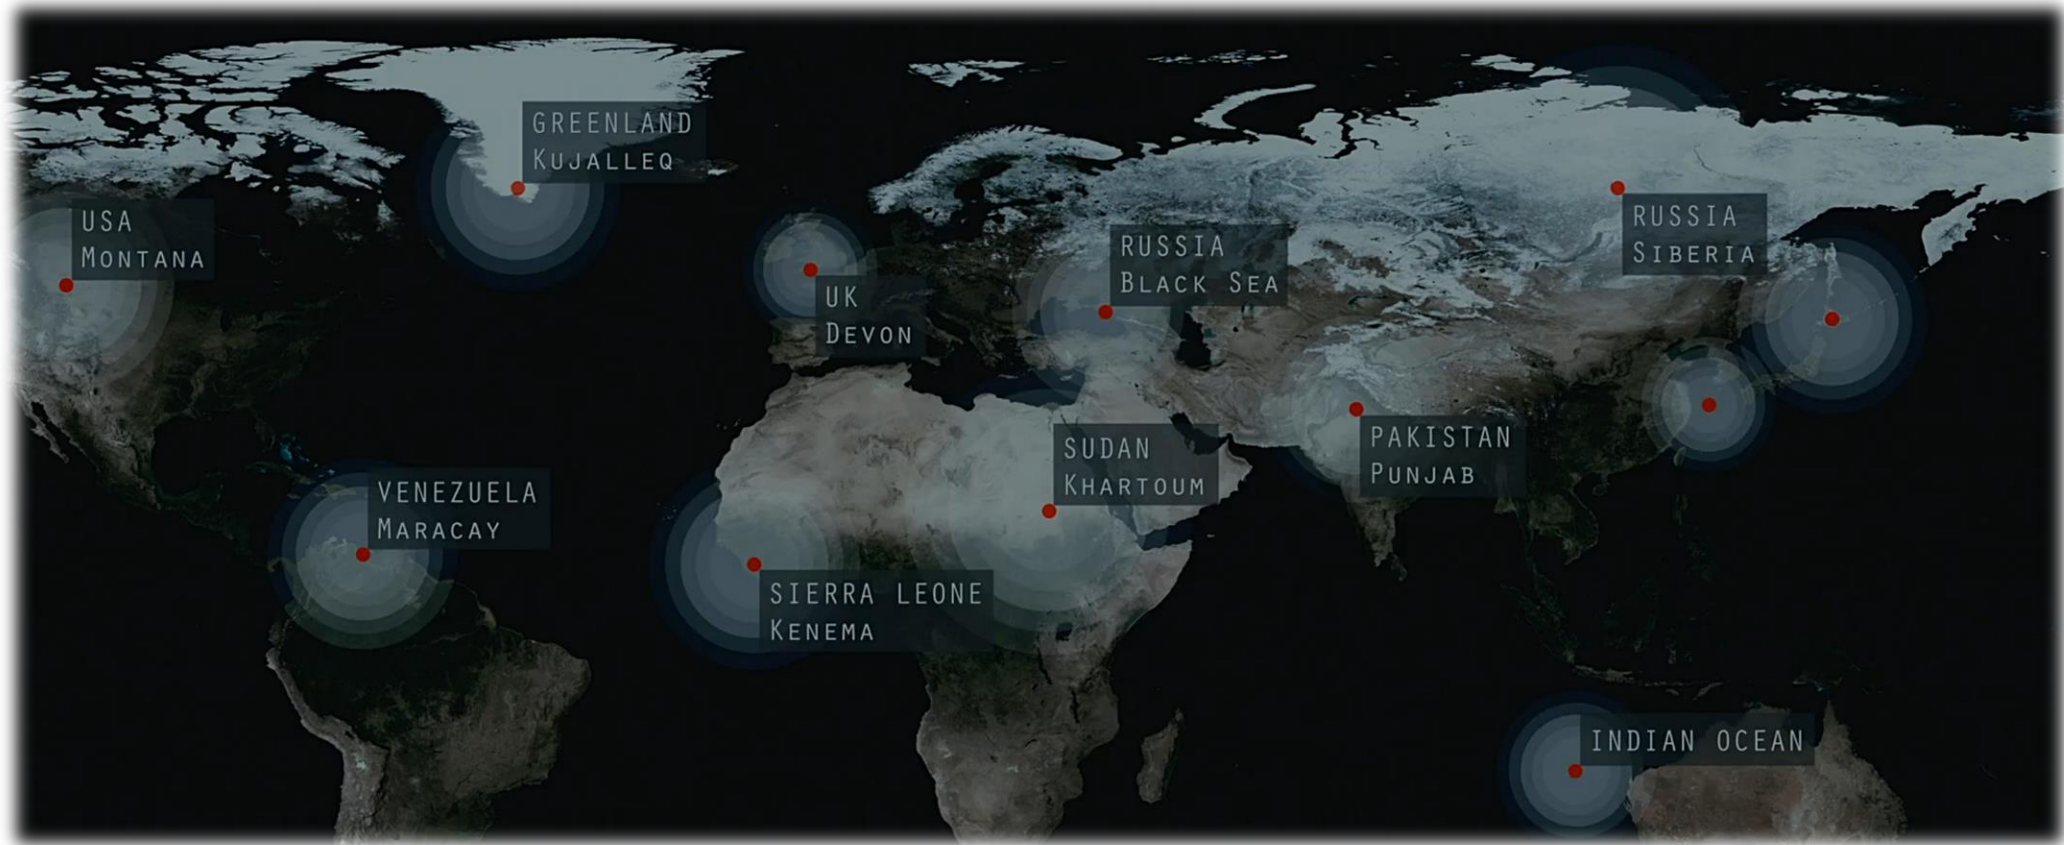 GREENLAND
KUJALLEQ
USA
MONTANA
RUSSIA
SIBERIA
RUSSIA
BLACK SEA
UK
DEVON
SUDAN
KHARTOUM
PAKISTAN
PUNJAB
VENEZUELA
MARACAY
SIERRA LEONE
KENEMA
INDIAN OCEAN